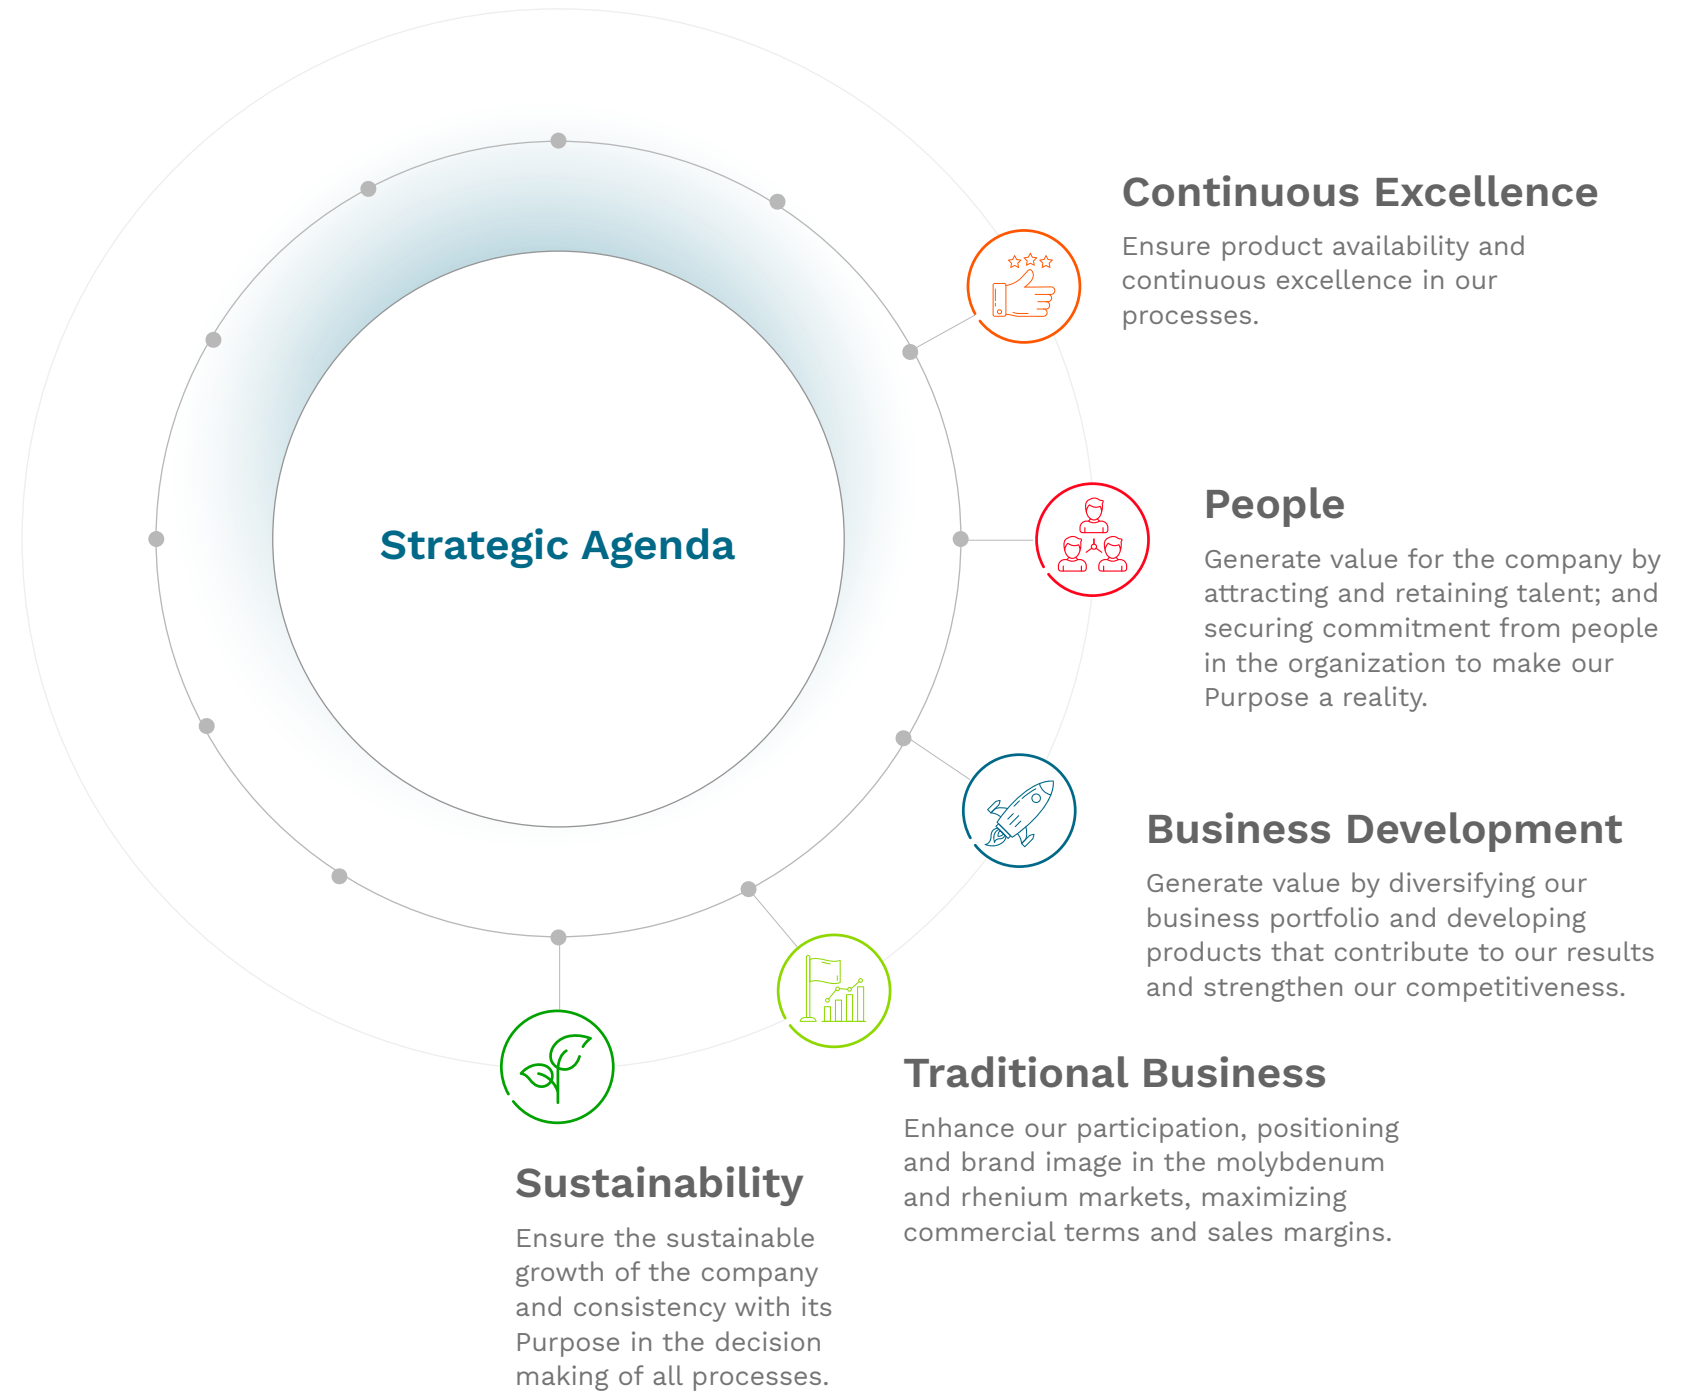 Strategic Agenda
Continuous Excellence
Ensure product availability and
continuous excellence in our
processes.
People
Generate value for the company by
attracting and retaining talent; and
securing commitment from people
in the organization to make our
Purpose a reality.
Business Development
Generate value by diversifying our
business portfolio and developing
products that contribute to our results
and strengthen our competitiveness.
Traditional Business
Enhance our participation, positioning
and brand image in the molybdenum
and rhenium markets, maximizing
commercial terms and sales margins.
Sustainability
Ensure the sustainable
growth of the company
and consistency with its
Purpose in the decision
making of all processes.